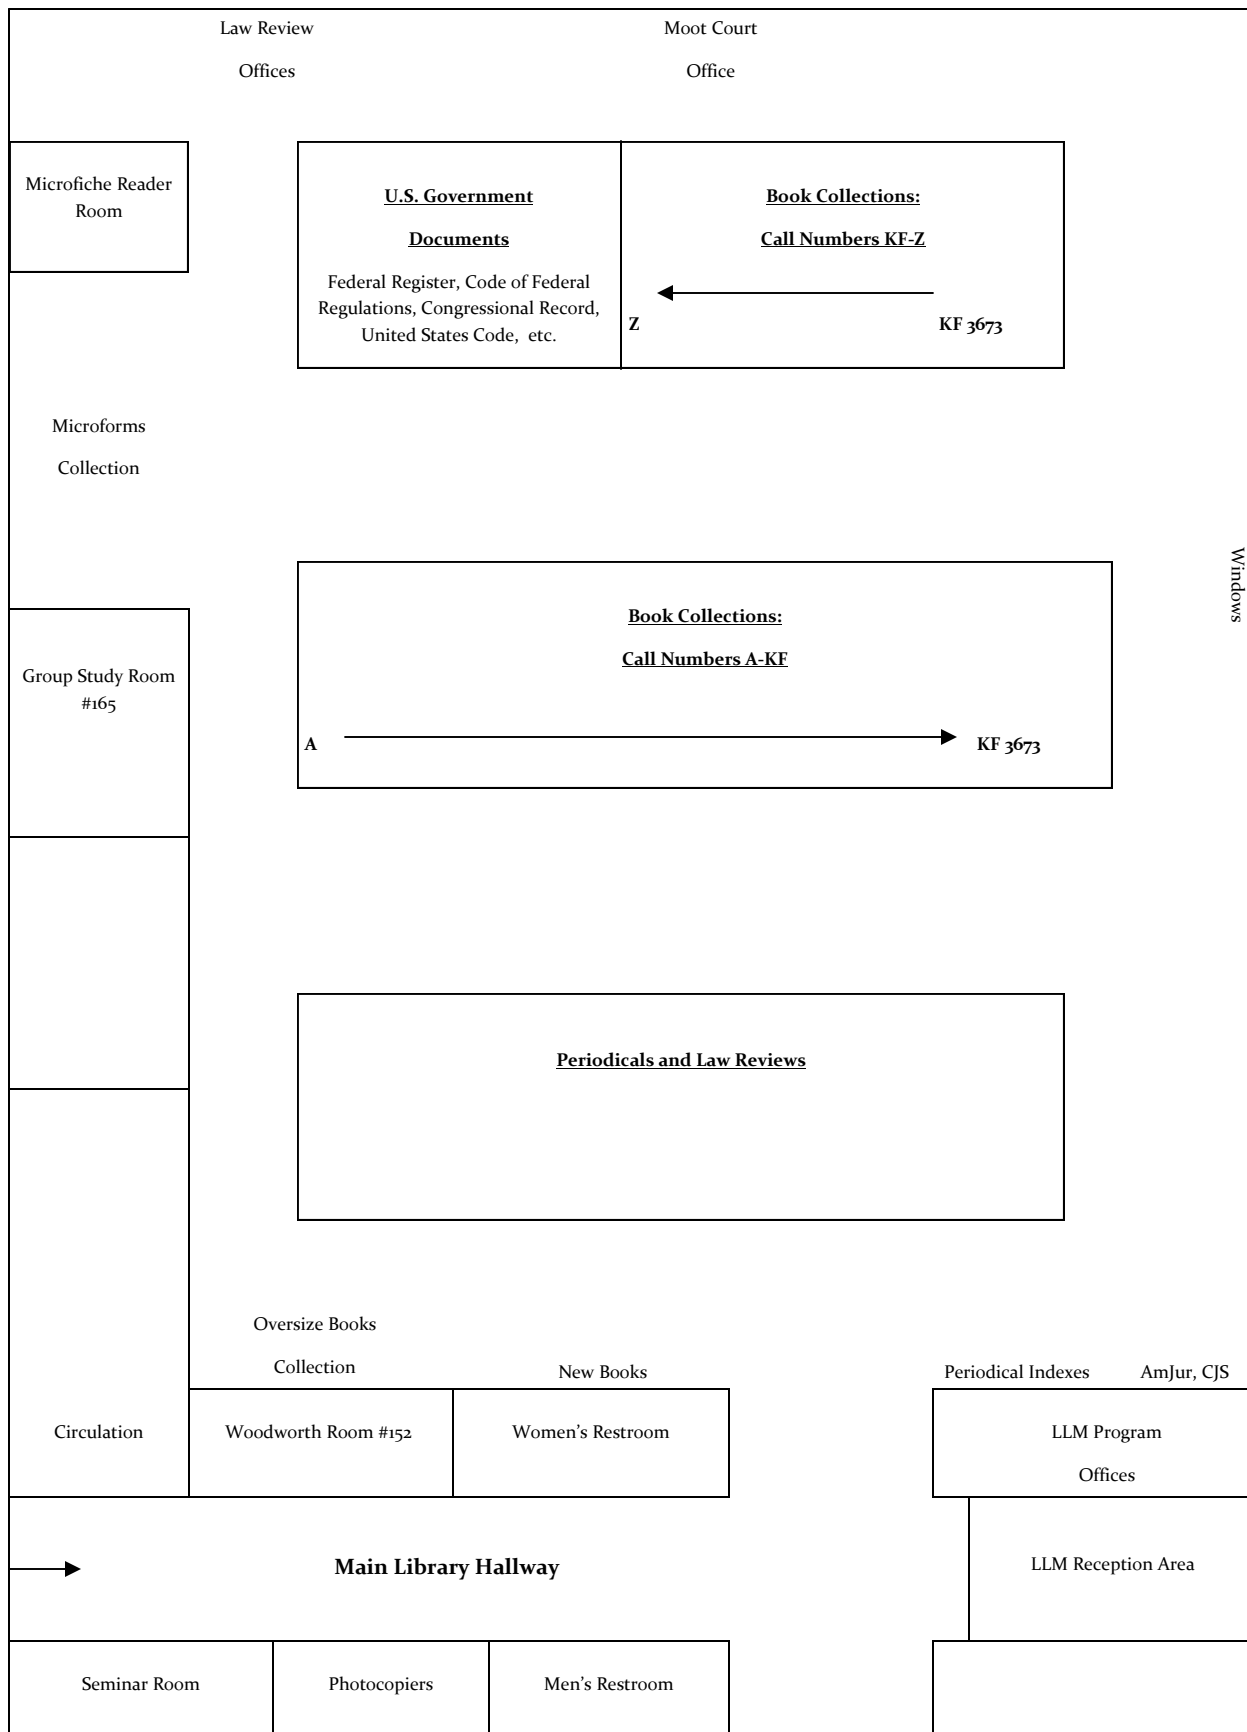 Law Review
Offices
Moot Court
Office
Microfiche Reader
Room
U.S. Government
Documents
Federal Register, Code of Federal
Regulations, Congressional Record,
United States Code, etc.
Book Collections:
Call Numbers KF-Z
Z
KF 3673
Microforms
Collection
Windows
Group Study Room
#165
Book Collections:
Call Numbers A-KF
A
KF 3673
Periodicals and Law Reviews
Oversize Books
Collection
New Books
Periodical Indexes
AmJur, CJS
Circulation
Woodworth Room #152
Women's Restroom
LLM Program
Offices
Main Library Hallway
LLM Reception Area
Seminar Room
Photocopiers
Men's Restroom